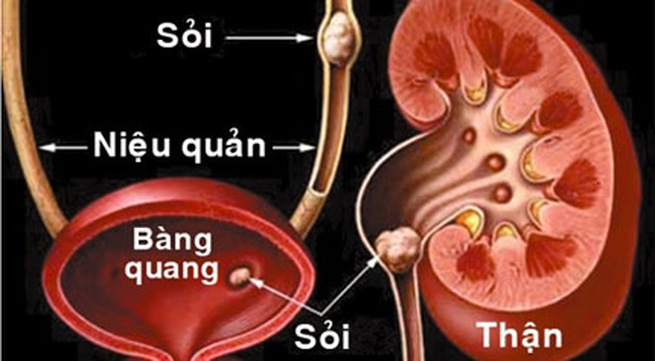 Sỏi
Niệu quản
Bàng
quang
Sỏi
Thận